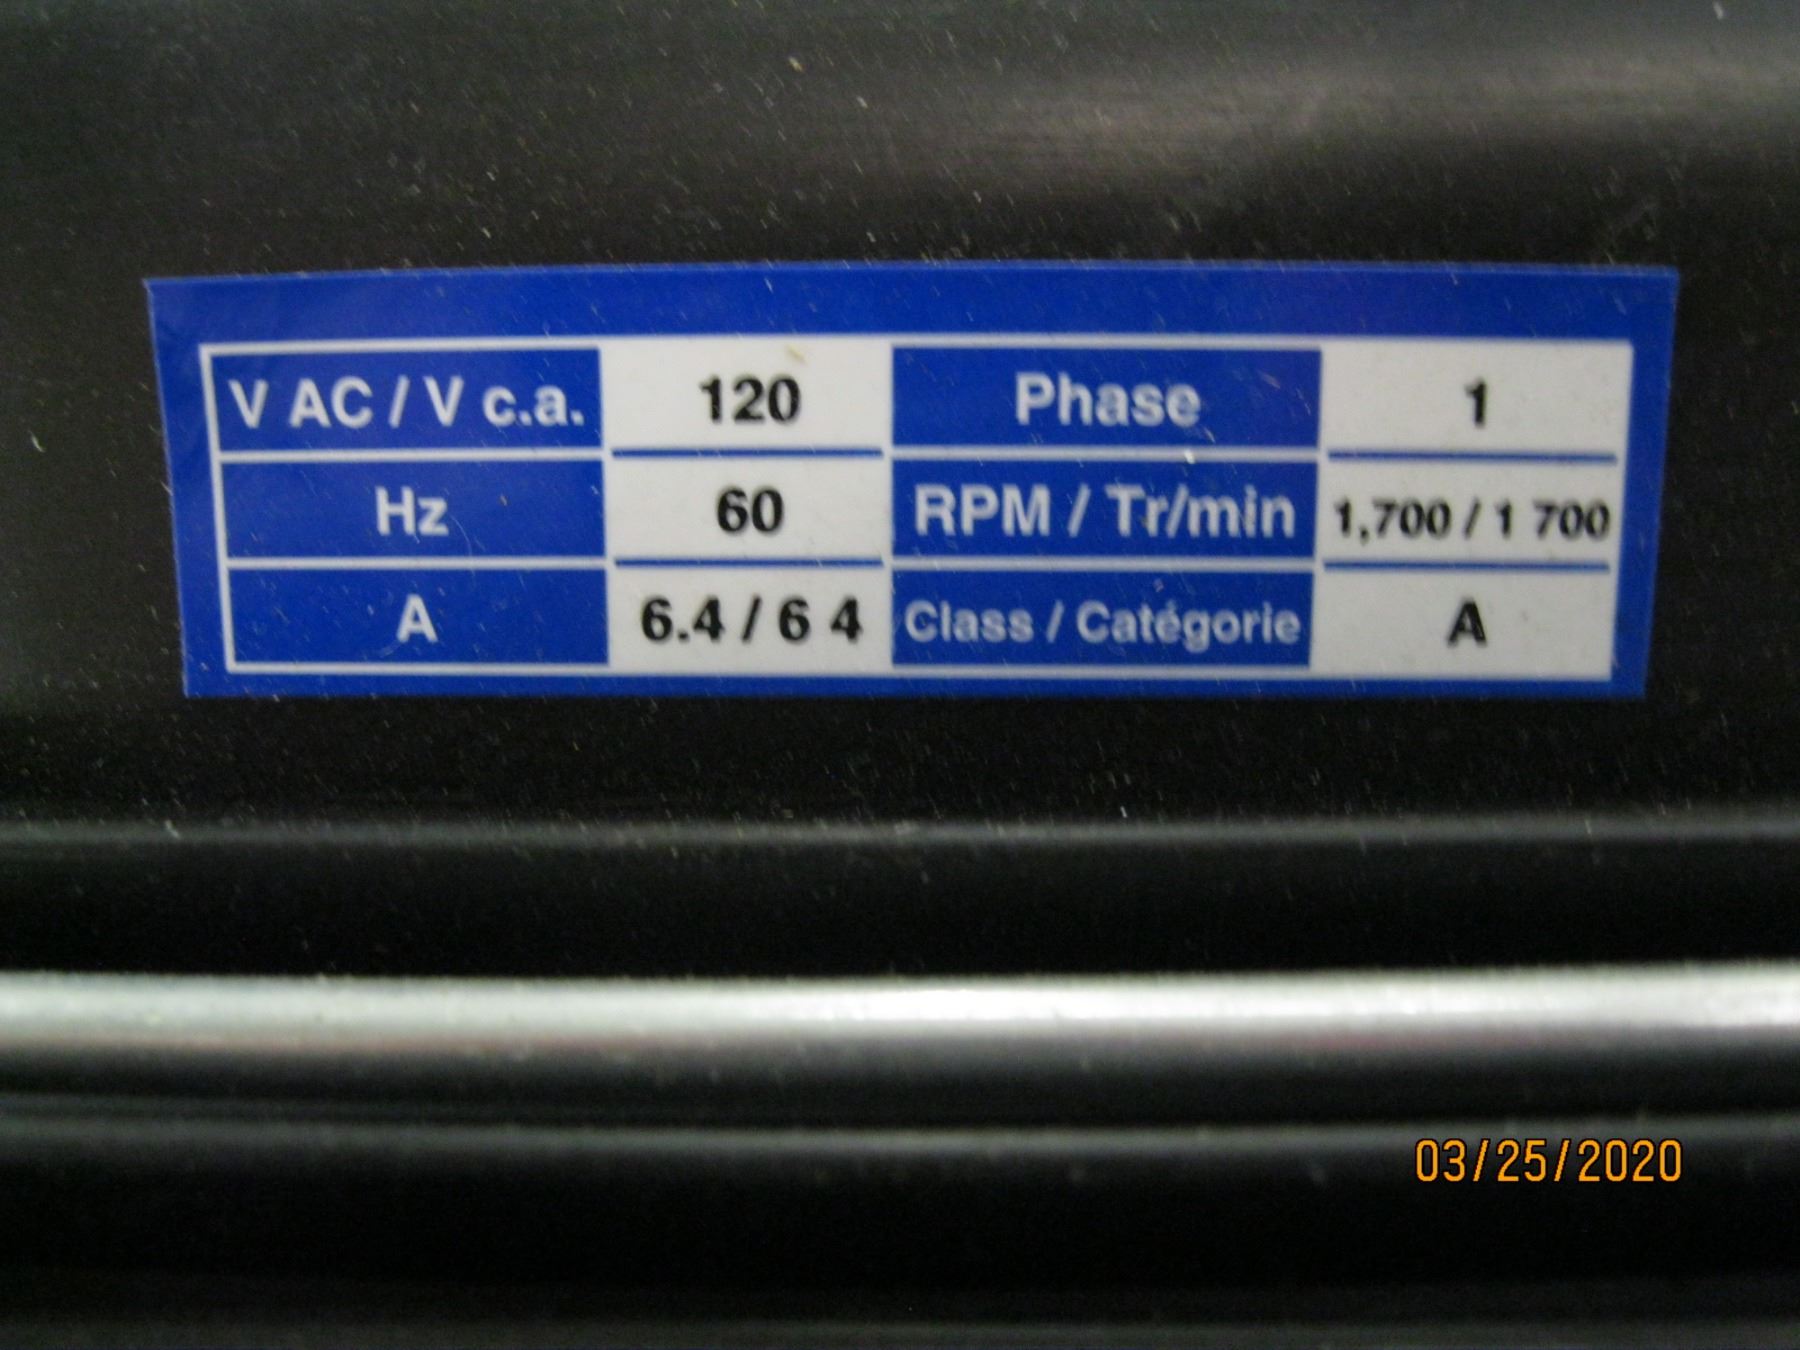 V AC / V c.a. 120 Phase 1
Hz 60 RPM / Tr/min 1,700 / 1 700
A 6.4 / 6 4 Class / Catégorie A
03/25/2020